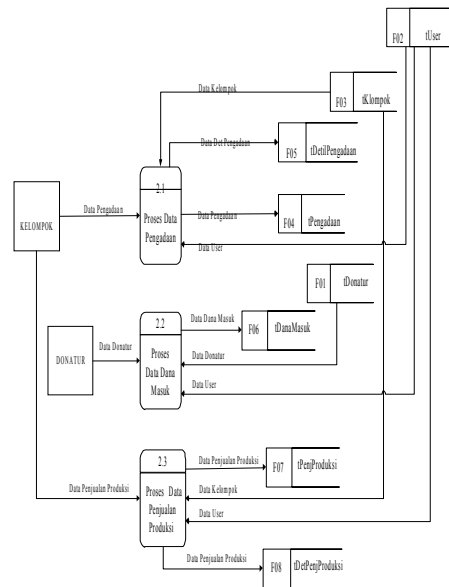 F02 tUser
Data Kelompok
F03 tKlompok
Data Det Pengadaan
F05 tDetilPengadaan
2.1
Proses Data
Pengadaan
KELOMPOK
Data Pengadaan
Data Pengadaan
F04 tPengadaan
Data User
F01 tDonatur
2.2
Proses
Data Dana
Masuk
Data Dana Masuk
F06 tDanaMasuk
DONATUR
Data Donatur
Data Donatur
Data User
2.3
Proses Data
Penjualan
Produksi
Data Penjualan Produksi
F07 tPenjProduksi
Data Penjualan Produksi
Data Kelompok
Data User
Data Penjualan Produksi
F08 tDetPenjProduksi